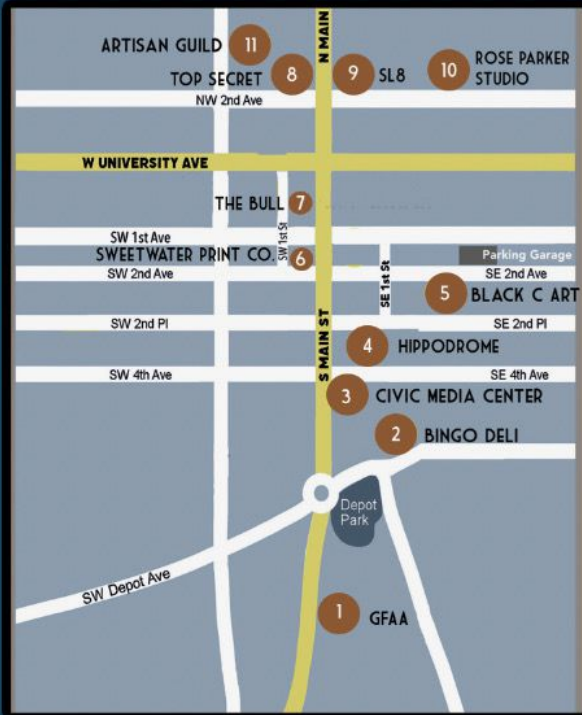 N MAIN
ARTISAN GUILD 11
TOP SECRET 8
9 SL8
10 ROSE PARKER
STUDIO
NW 2nd Ave
W UNIVERSITY AVE
THE BULL 7
SW 1st Ave
SW 1st St
SWEETWATER PRINT CO. 6
Parking Garage
SW 2nd Ave
SE 1st St
SE 2nd Ave
5 BLACK C ART
SW 2nd Pl
S MAIN ST
SE 2nd Pl
4 HIPPODROME
SW 4th Ave
SE 4th Ave
3 CIVIC MEDIA CENTER
2 BINGO DELI
Depot
Park
SW Depot Ave
1 GFAA